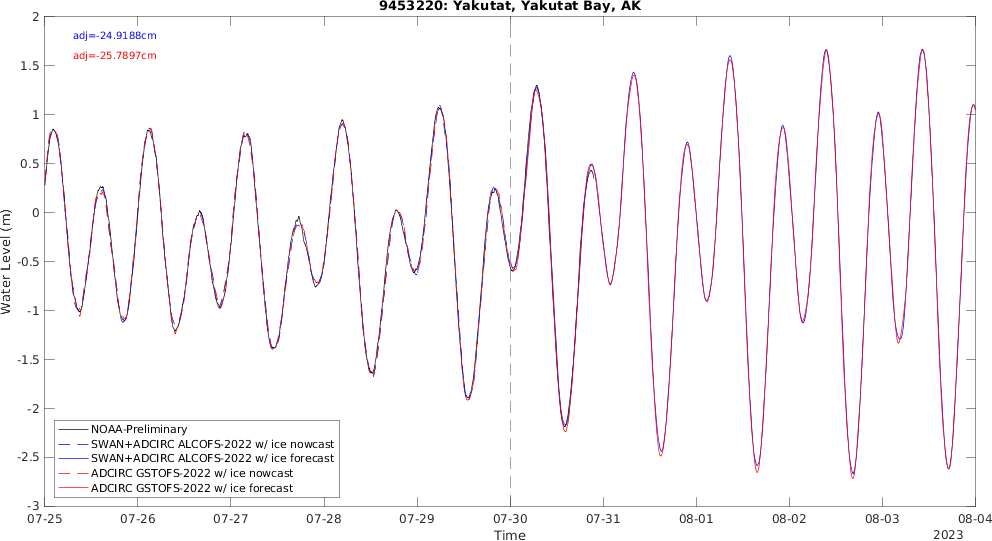 9453220: Yakutat, Yakutat Bay, AK
adj=-24.9188cm
adj=-25.7897cm
2
1.5
1
0.5
0
-0.5
-1
-1.5
-2
-2.5
-3
Water Level (m)
NOAA-Preliminary
SWAN+ADCIRC ALCOFS-2022 w/ ice nowcast
SWAN+ADCIRC ALCOFS-2022 w/ ice forecast
ADCIRC GSTOFS-2022 w/ ice nowcast
ADCIRC GSTOFS-2022 w/ ice forecast
07-25 07-26 07-27 07-28 07-29 07-30 07-31 08-01 08-02 08-03 08-04
Time
2023